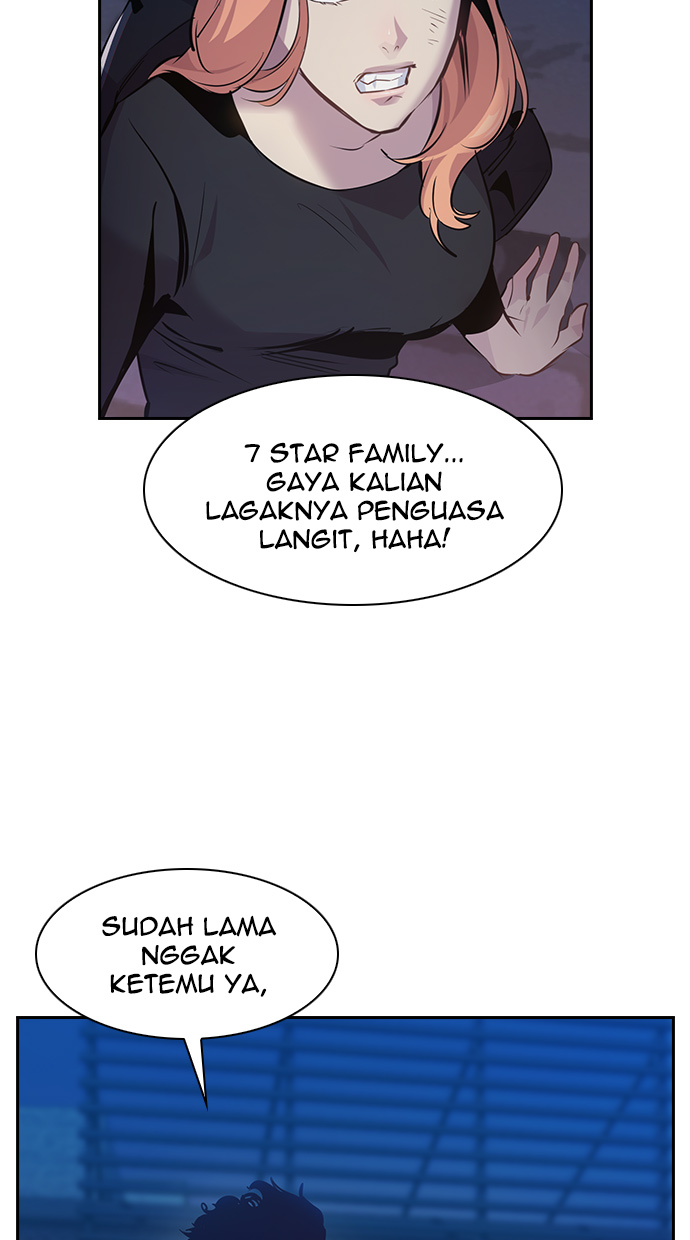 7 STAR FAMILY...
GAYA KALIAN
LAGAKNYA PENGUASA
LANGIT, HAHA!
SUDAH LAMA
NGGAK
KETEMU YA,